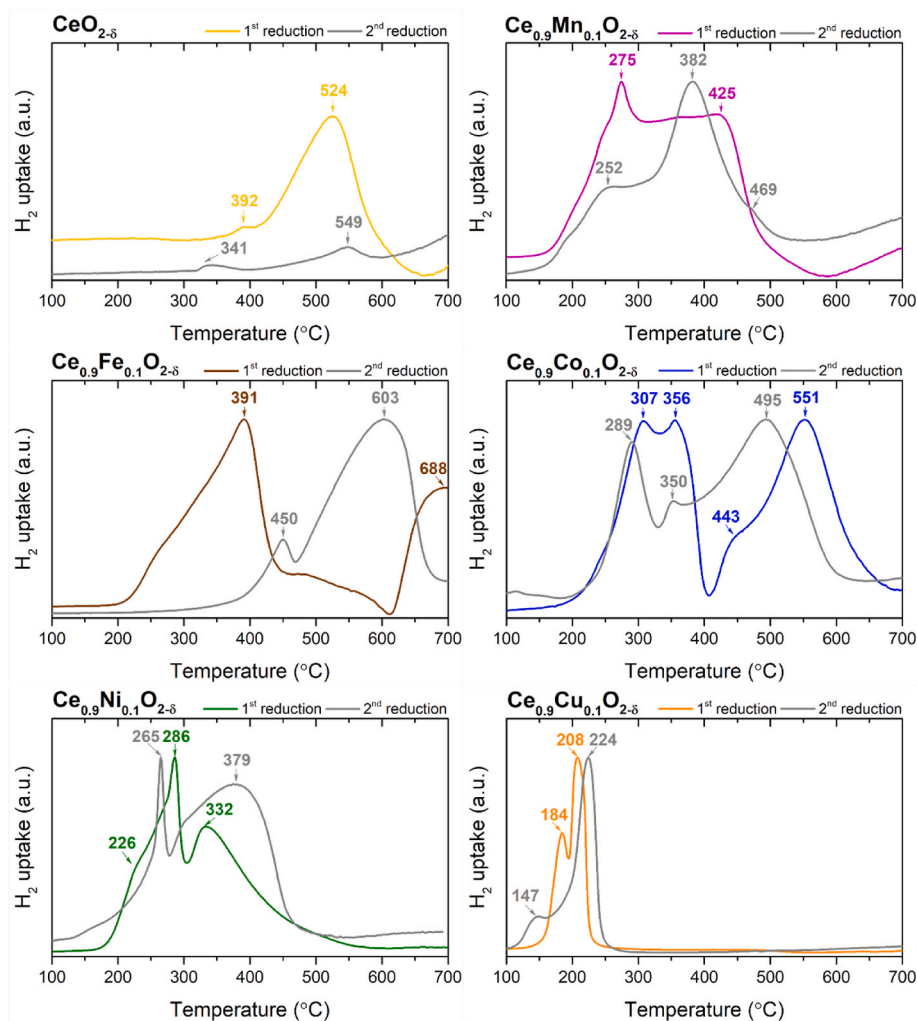 CeO2-δ
1st reduction 2nd reduction
524
392
549
341
H2 uptake (a.u.)
100 200 300 400 500 600 700
Temperature (°C)
Ce0.9Mn0.1O2-δ
1st reduction 2nd reduction
382
275
425
252
469
H2 uptake (a.u.)
100 200 300 400 500 600 700
Temperature (°C)
Ce0.9Fe0.1O2-δ
1st reduction 2nd reduction
391 603
688
450
H2 uptake (a.u.)
100 200 300 400 500 600 700
Temperature (°C)
Ce0.9Co0.1O2-δ
1st reduction 2nd reduction
307 356 495 551
289
350
443
H2 uptake (a.u.)
100 200 300 400 500 600 700
Temperature (°C)
Ce0.9Ni0.1O2-δ
1st reduction 2nd reduction
265 286
379
332
226
H2 uptake (a.u.)
100 200 300 400 500 600 700
Temperature (°C)
Ce0.9Cu0.1O2-δ
1st reduction 2nd reduction
208 224
184
147
H2 uptake (a.u.)
100 200 300 400 500 600 700
Temperature (°C)